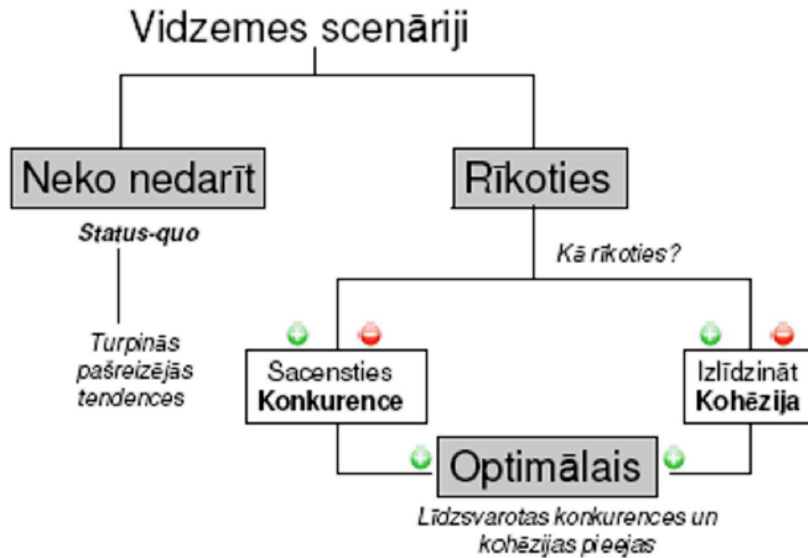 Vidzemes scenāriji
Neko nedarīt
Rīkoties
Status-quo
Kā rīkoties?
Turpinās
pašreizējās
tendences
Sacensties
Konkurence
Izlīdzināt
Kohēzija
Optimālais
Līdzsvarotas konkurences un
kohēzijas pieejas